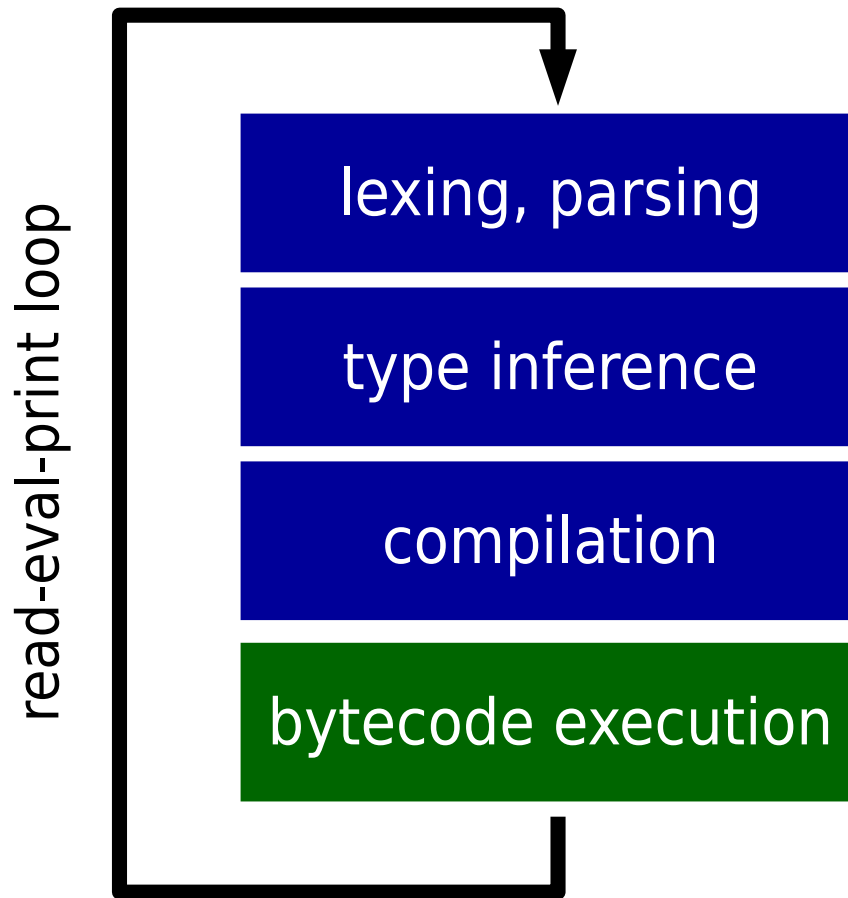 read-eval-print loop
lexing, parsing
type inference
compilation
bytecode execution